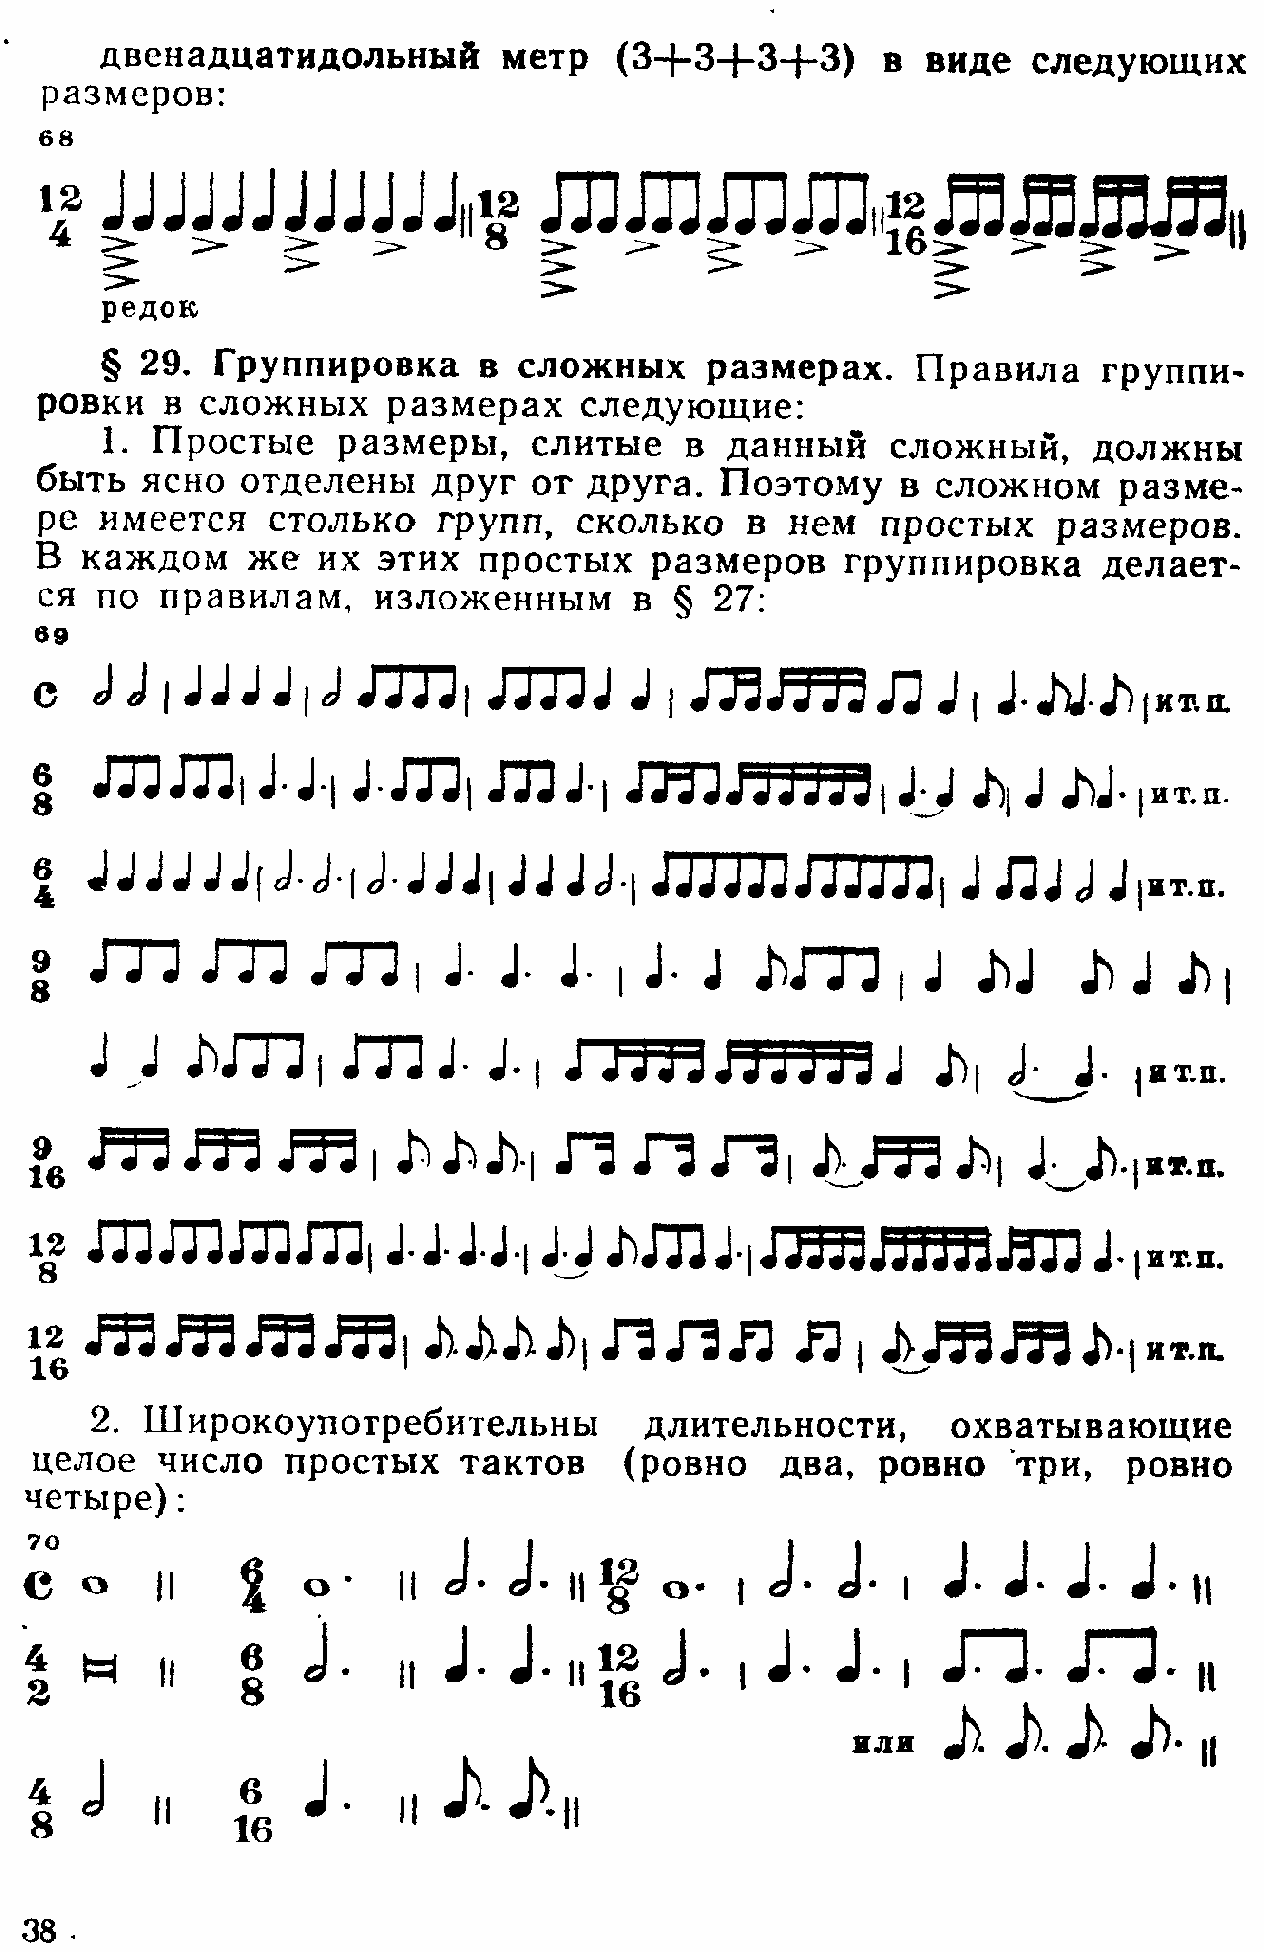 двенадцатидольный метр (3+3+3+3) в виде следующих
размеров:
68
12 4 12 8 12 16
редок
§ 29. Группировка в сложных размерах. Правила группи-
ровки в сложных размерах следующие:
1. Простые размеры, слитые в данный сложный, должны
быть ясно отделены друг от друга. Поэтому в сложном разме-
ре имеется столько групп, сколько в нем простых размеров.
В каждом же их этих простых размеров группировка делает-
ся по правилам, изложенным в § 27:
69
С и т.п.
6 8 и т.п.
6 4 и т.п.
9 8
и т.п.
9 16 и т.п.
12 8 и т.п.
12 16 и т.п.
2. Широкоупотребительны длительности, охватывающие
целое число простых тактов (ровно два, ровно три, ровно
четыре):
70
С 6 4 12 8
4 2 6 8 12 16
или
4 8 6 16
38